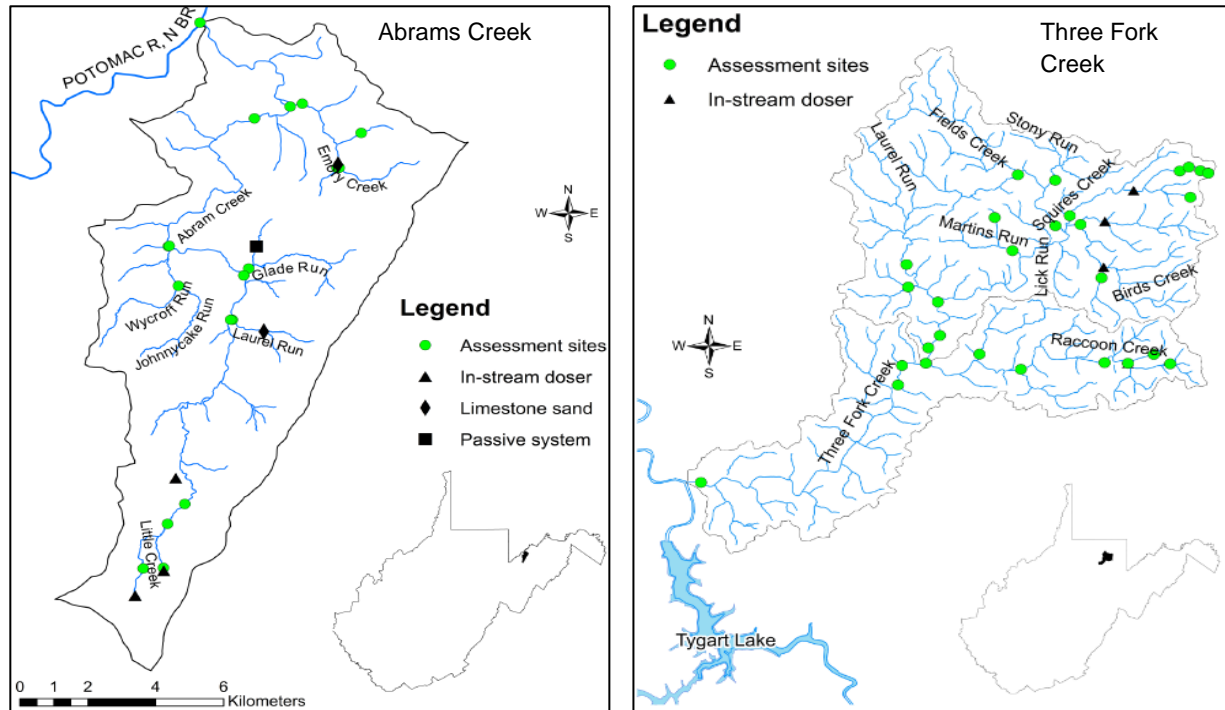 Abrams Creek
POTOMAC R, N BR
Emory Creek
Abram Creek
N
W E
S
Glade Run
Wycroff Run
Johnnycake Run
Laurel Run
Legend
Assessment sites
In-stream doser
Limestone sand
Passive system
Little Creek
0 1 2 4 6
Kilometers
Legend
Three Fork
Creek
Assessment sites
In-stream doser
Fields Creek
Stony Run
Laurel Run
Squires Creek
Martins Run
Lick Run
Birds Creek
N
W E
S
Raccoon Creek
Three Fork Creek
Tygart Lake